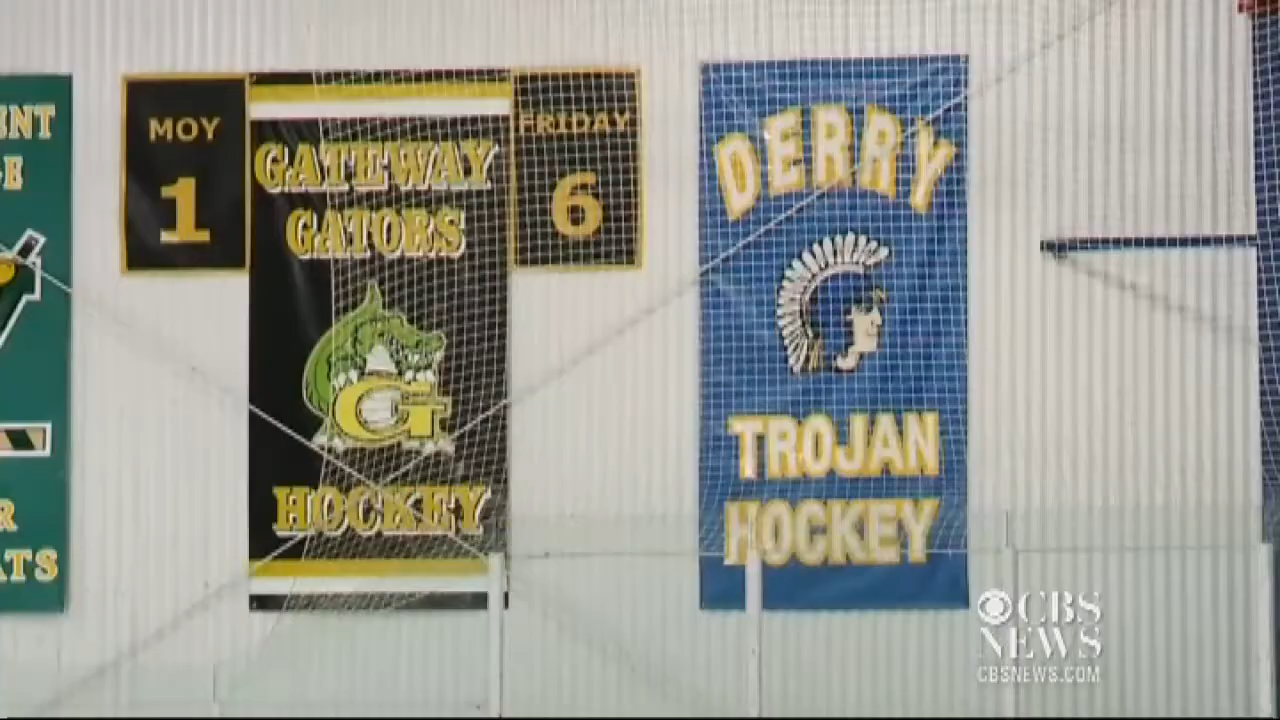 MOY
1
GATEWAY
GATORS
G
HOCKEY
FRIDAY
6
DERRY
TROJAN
HOCKEY
CBS
NEWS
CBSNEWS.COM